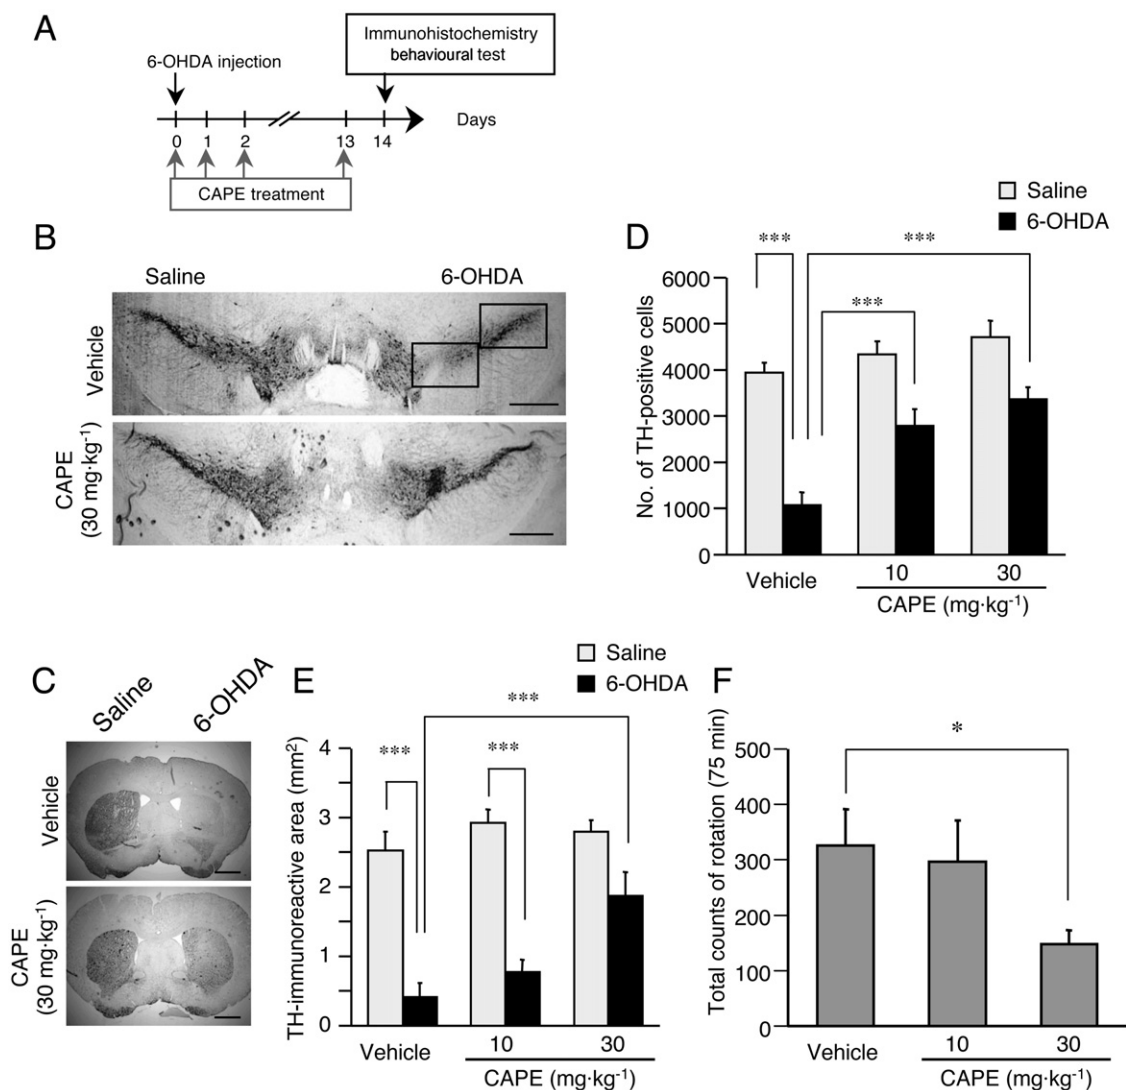 A
6-OHDA injection
Immunohistochemistry
behavioural test
0 1 2 13 14
Days
CAPE treatment
B
Saline 6-OHDA
Vehicle
CAPE
(30 mg·kg-1)
D
Saline
6-OHDA
*** ***
***
No. of TH-positive cells
6000
5000
4000
3000
4000
1000
0
Vehicle
10 30
CAPE (mg·kg-1)
C
Saline 6-OHDA
Vehicle
CAPE
(30 mg·kg-1)
E
Saline
6-OHDA
***
*** ***
TH-immunoreactive area (mm2)
4
3
2
1
0
Vehicle
10 30
CAPE (mg·kg-1)
F
*
Total counts of rotation (75 min)
500
400
300
150
100
0
Vehicle
10 30
CAPE (mg·kg-1)